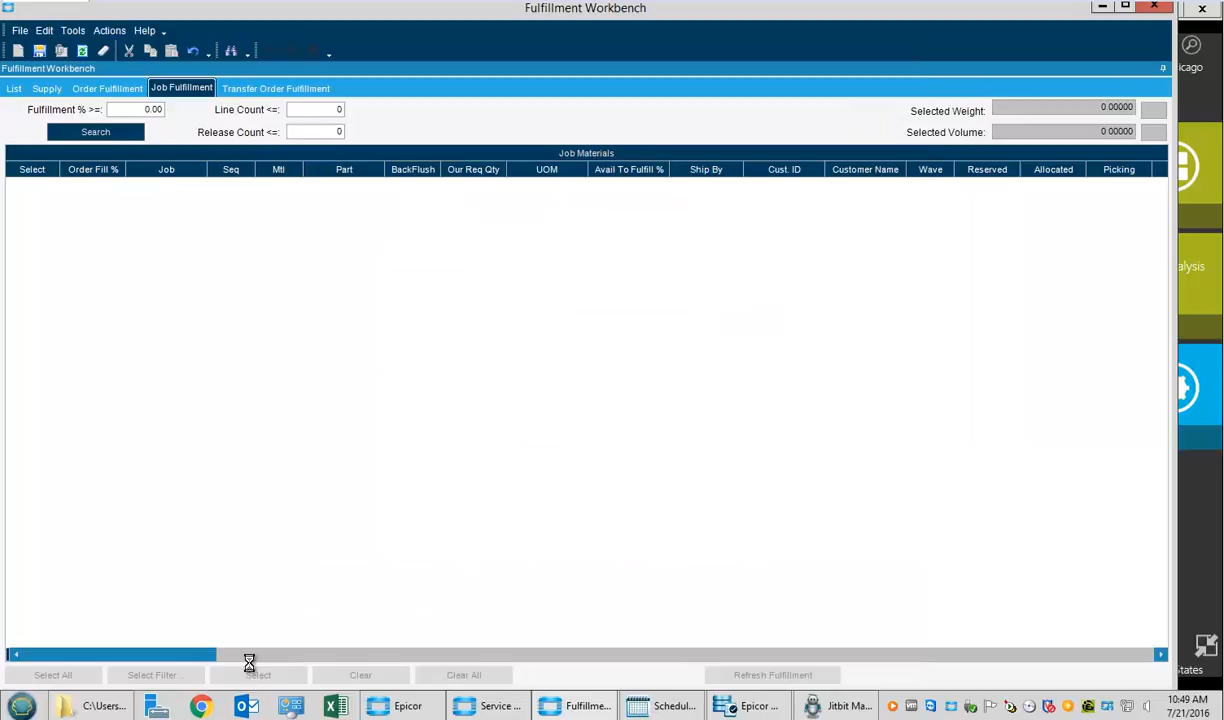 Fulfillment Workbench
File Edit Tools Actions Help
Fulfillment Workbench
List Supply Order Fulfillment Job Fulfillment Transfer Order Fulfillment
Fulfillment % >=: 0.00 Line Count <=: 0 Selected Weight: 0.00000
Search Release Count <=: 0 Selected Volume: 0.00000
Job Materials
Select Order Fill % Job Seq Mtl Part BackFlush Our Req Qty UOM Avail To Fulfill % Ship By Cust. ID Customer Name Wave Reserved Allocated Picking
Select All Select Filter... Select Clear Clear All Refresh Fulfillment
icago
alysis
States
C:\Users... Epicor Service ... Fulfillme... Schedul... Epicor ... Jitbit Ma... 10:49 AM
7/21/2016